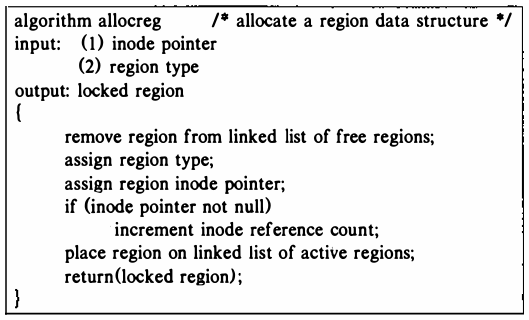 algorithm allocreg /* allocate a region data structure */
input: (1) inode pointer
(2) region type
output: locked region
{
remove region from linked list of free regions;
assign region type;
assign region inode pointer;
if (inode pointer not null)
increment inode reference count;
place region on linked list of active regions;
return(locked region);
}